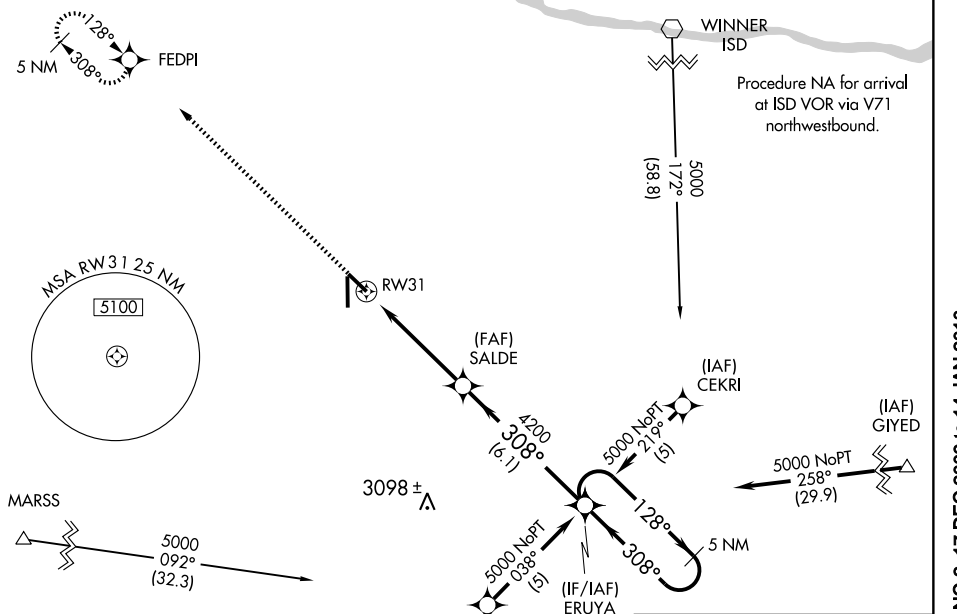 128°
308°
5 NM
FEDPI
WINNER
ISD
Procedure NA for arrival
at ISD VOR via V71
northwestbound.
5000
172°
(58.8)
MSA RW31 25 NM
5100
RW31
(FAF)
SALDE
4200
308°
(6.1)
(IAF)
CEKRI
5000 NoPT
219°
(5)
(IAF)
GIYED
5000 NoPT
258°
(29.9)
3098 ±
MARSS
5000
092°
(32.3)
128°
308°
5 NM
5000 NoPT
038°
(5)
(IF/IAF)
ERUYA